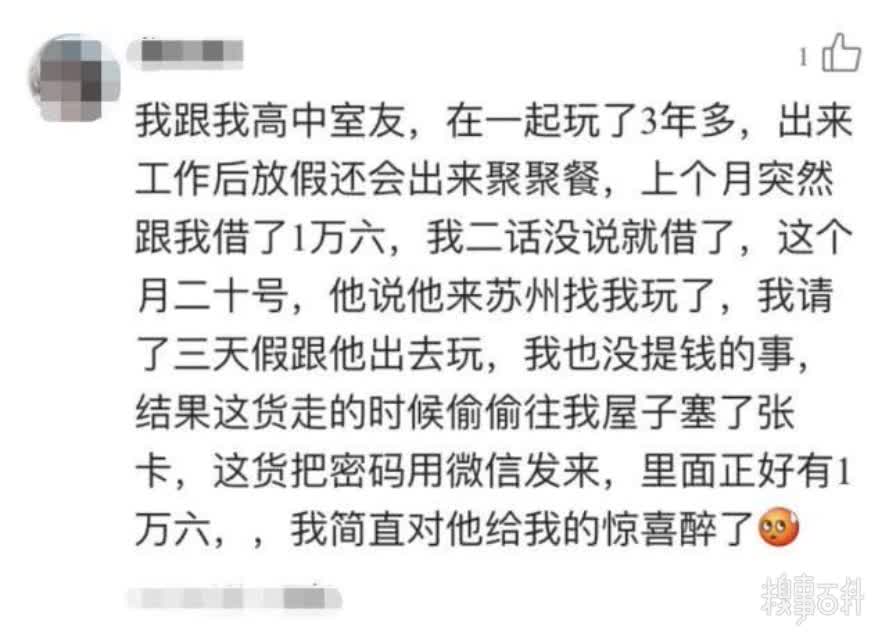 1
我跟我高中室友，在一起玩了3年多，出来
工作后放假还会出来聚聚餐，上个月突然
跟我借了1万六，我二话没说就借了，这个
月二十号，他说他来苏州找我玩了，我请
了三天假跟他出去玩，我也没提钱的事，
结果这货走的时候偷偷往我屋子塞了张
卡，这货把密码用微信发来，里面正好有1
万六，，我简直对他给我的惊喜醉了
糗事百科